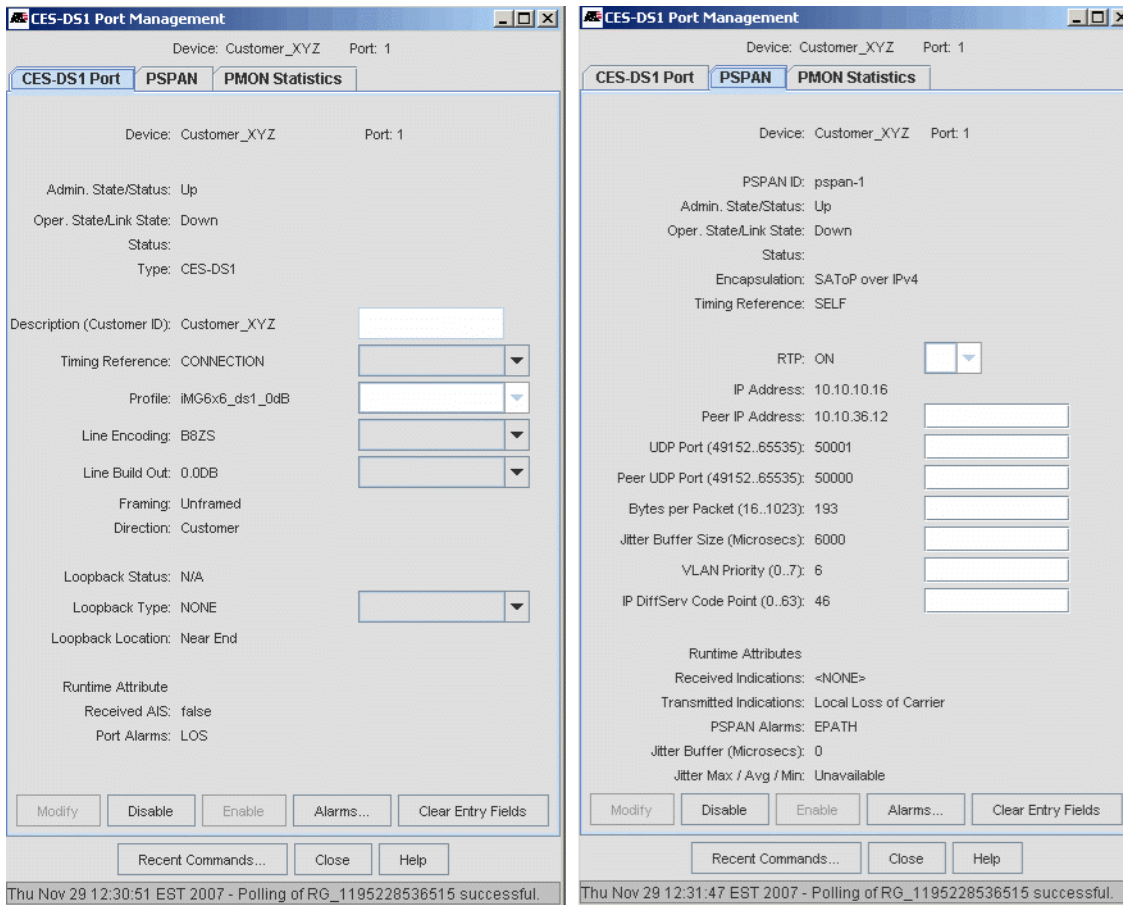 CES-DS1 Port Management
Device: Customer_XYZ Port: 1
CES-DS1 Port PSPAN PMON Statistics
Device: Customer_XYZ Port: 1
Admin. State/Status: Up
Oper. State/Link State: Down
Status:
Type: CES-DS1
Description (Customer ID): Customer_XYZ
Timing Reference: CONNECTION
Profile: iMG6x6_ds1_0dB
Line Encoding: B8ZS
Line Build Out: 0.0DB
Framing: Unframed
Direction: Customer
Loopback Status: N/A
Loopback Type: NONE
Loopback Location: Near End
Runtime Attribute
Received AIS: false
Port Alarms: LOS
Modify Disable Enable Alarms... Clear Entry Fields
Recent Commands... Close Help
Thu Nov 29 12:30:51 EST 2007 - Polling of RG_1195228536515 successful.
CES-DS1 Port Management
Device: Customer_XYZ Port: 1
CES-DS1 Port PSPAN PMON Statistics
Device: Customer_XYZ Port: 1
PSPAN ID: pspan-1
Admin. State/Status: Up
Oper. State/Link State: Down
Status:
Encapsulation: SAToP over IPv4
Timing Reference: SELF
RTP: ON
IP Address: 10.10.10.16
Peer IP Address: 10.10.36.12
UDP Port (49152..65535): 50001
Peer UDP Port (49152..65535): 50000
Bytes per Packet (16..1023): 193
Jitter Buffer Size (Microsecs): 6000
VLAN Priority (0..7): 6
IP DiffServ Code Point (0..63): 46
Runtime Attributes
Received Indications: <NONE>
Transmitted Indications: Local Loss of Carrier
PSPAN Alarms: EPATH
Jitter Buffer (Microsecs): 0
Jitter Max / Avg / Min: Unavailable
Modify Disable Enable Alarms... Clear Entry Fields
Recent Commands... Close Help
Thu Nov 29 12:31:47 EST 2007 - Polling of RG_1195228536515 successful.